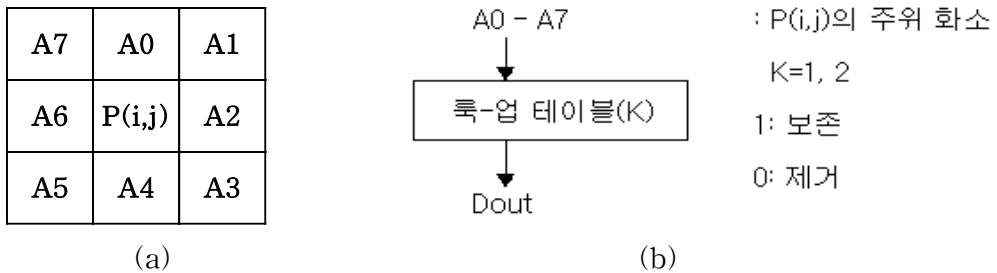 A7 A0 A1
A6 P(i,j) A2
A5 A4 A3
(a)
A0 - A7
룩-업 테이블(K)
Dout
: P(i,j)의 주위 화소
K=1, 2
1: 보존
0: 제거
(b)